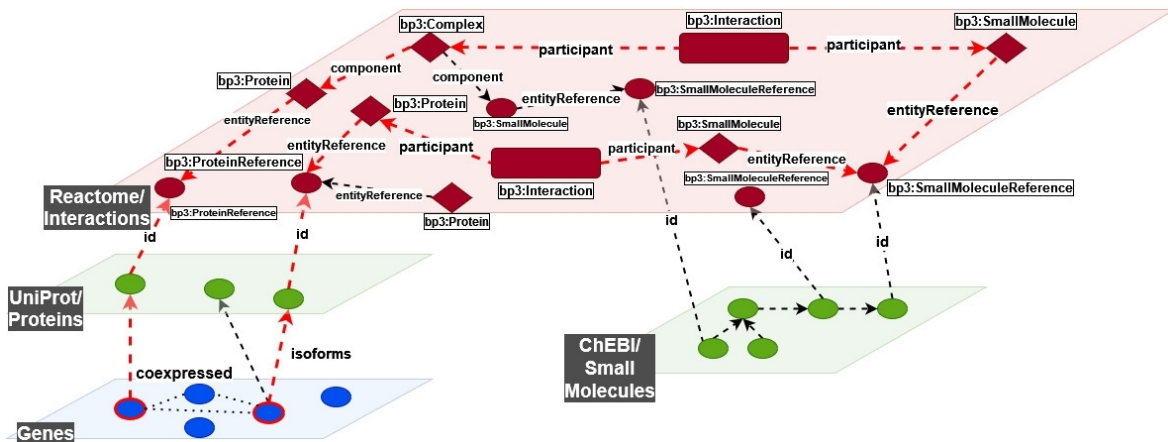 bp3:Complex
bp3:Interaction
bp3:SmallMolecule
participant
participant
component
bp3:Protein
component
entityReference
bp3:SmallMoleculeReference
bp3:Protein
bp3:SmallMolecule
bp3:SmallMolecule
entityReference
entityReference
entityReference
participant
participant
entityReference
bp3:ProteinReference
bp3:SmallMoleculeReference
bp3:Interaction
entityReference
bp3:SmallMoleculeReference
Reactome/
Interactions
bp3:ProteinReference
bp3:Protein
id
id
id
id
id
UniProt/
Proteins
isoforms
ChEBI/
Small
Molecules
coexpressed
Genes